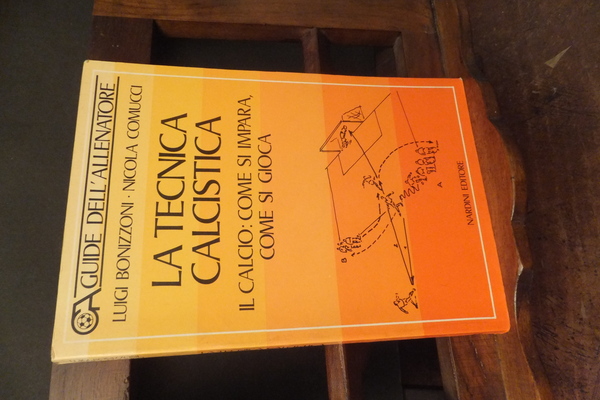 GUIDE DELL'ALLENATORE
LUIGI BONIZZONI · NICOLA COMUCCI
LA TECNICA
CALCISTICA
IL CALCIO: COME SI IMPARA,
COME SI GIOCA
A
B
NARDINI EDITORE